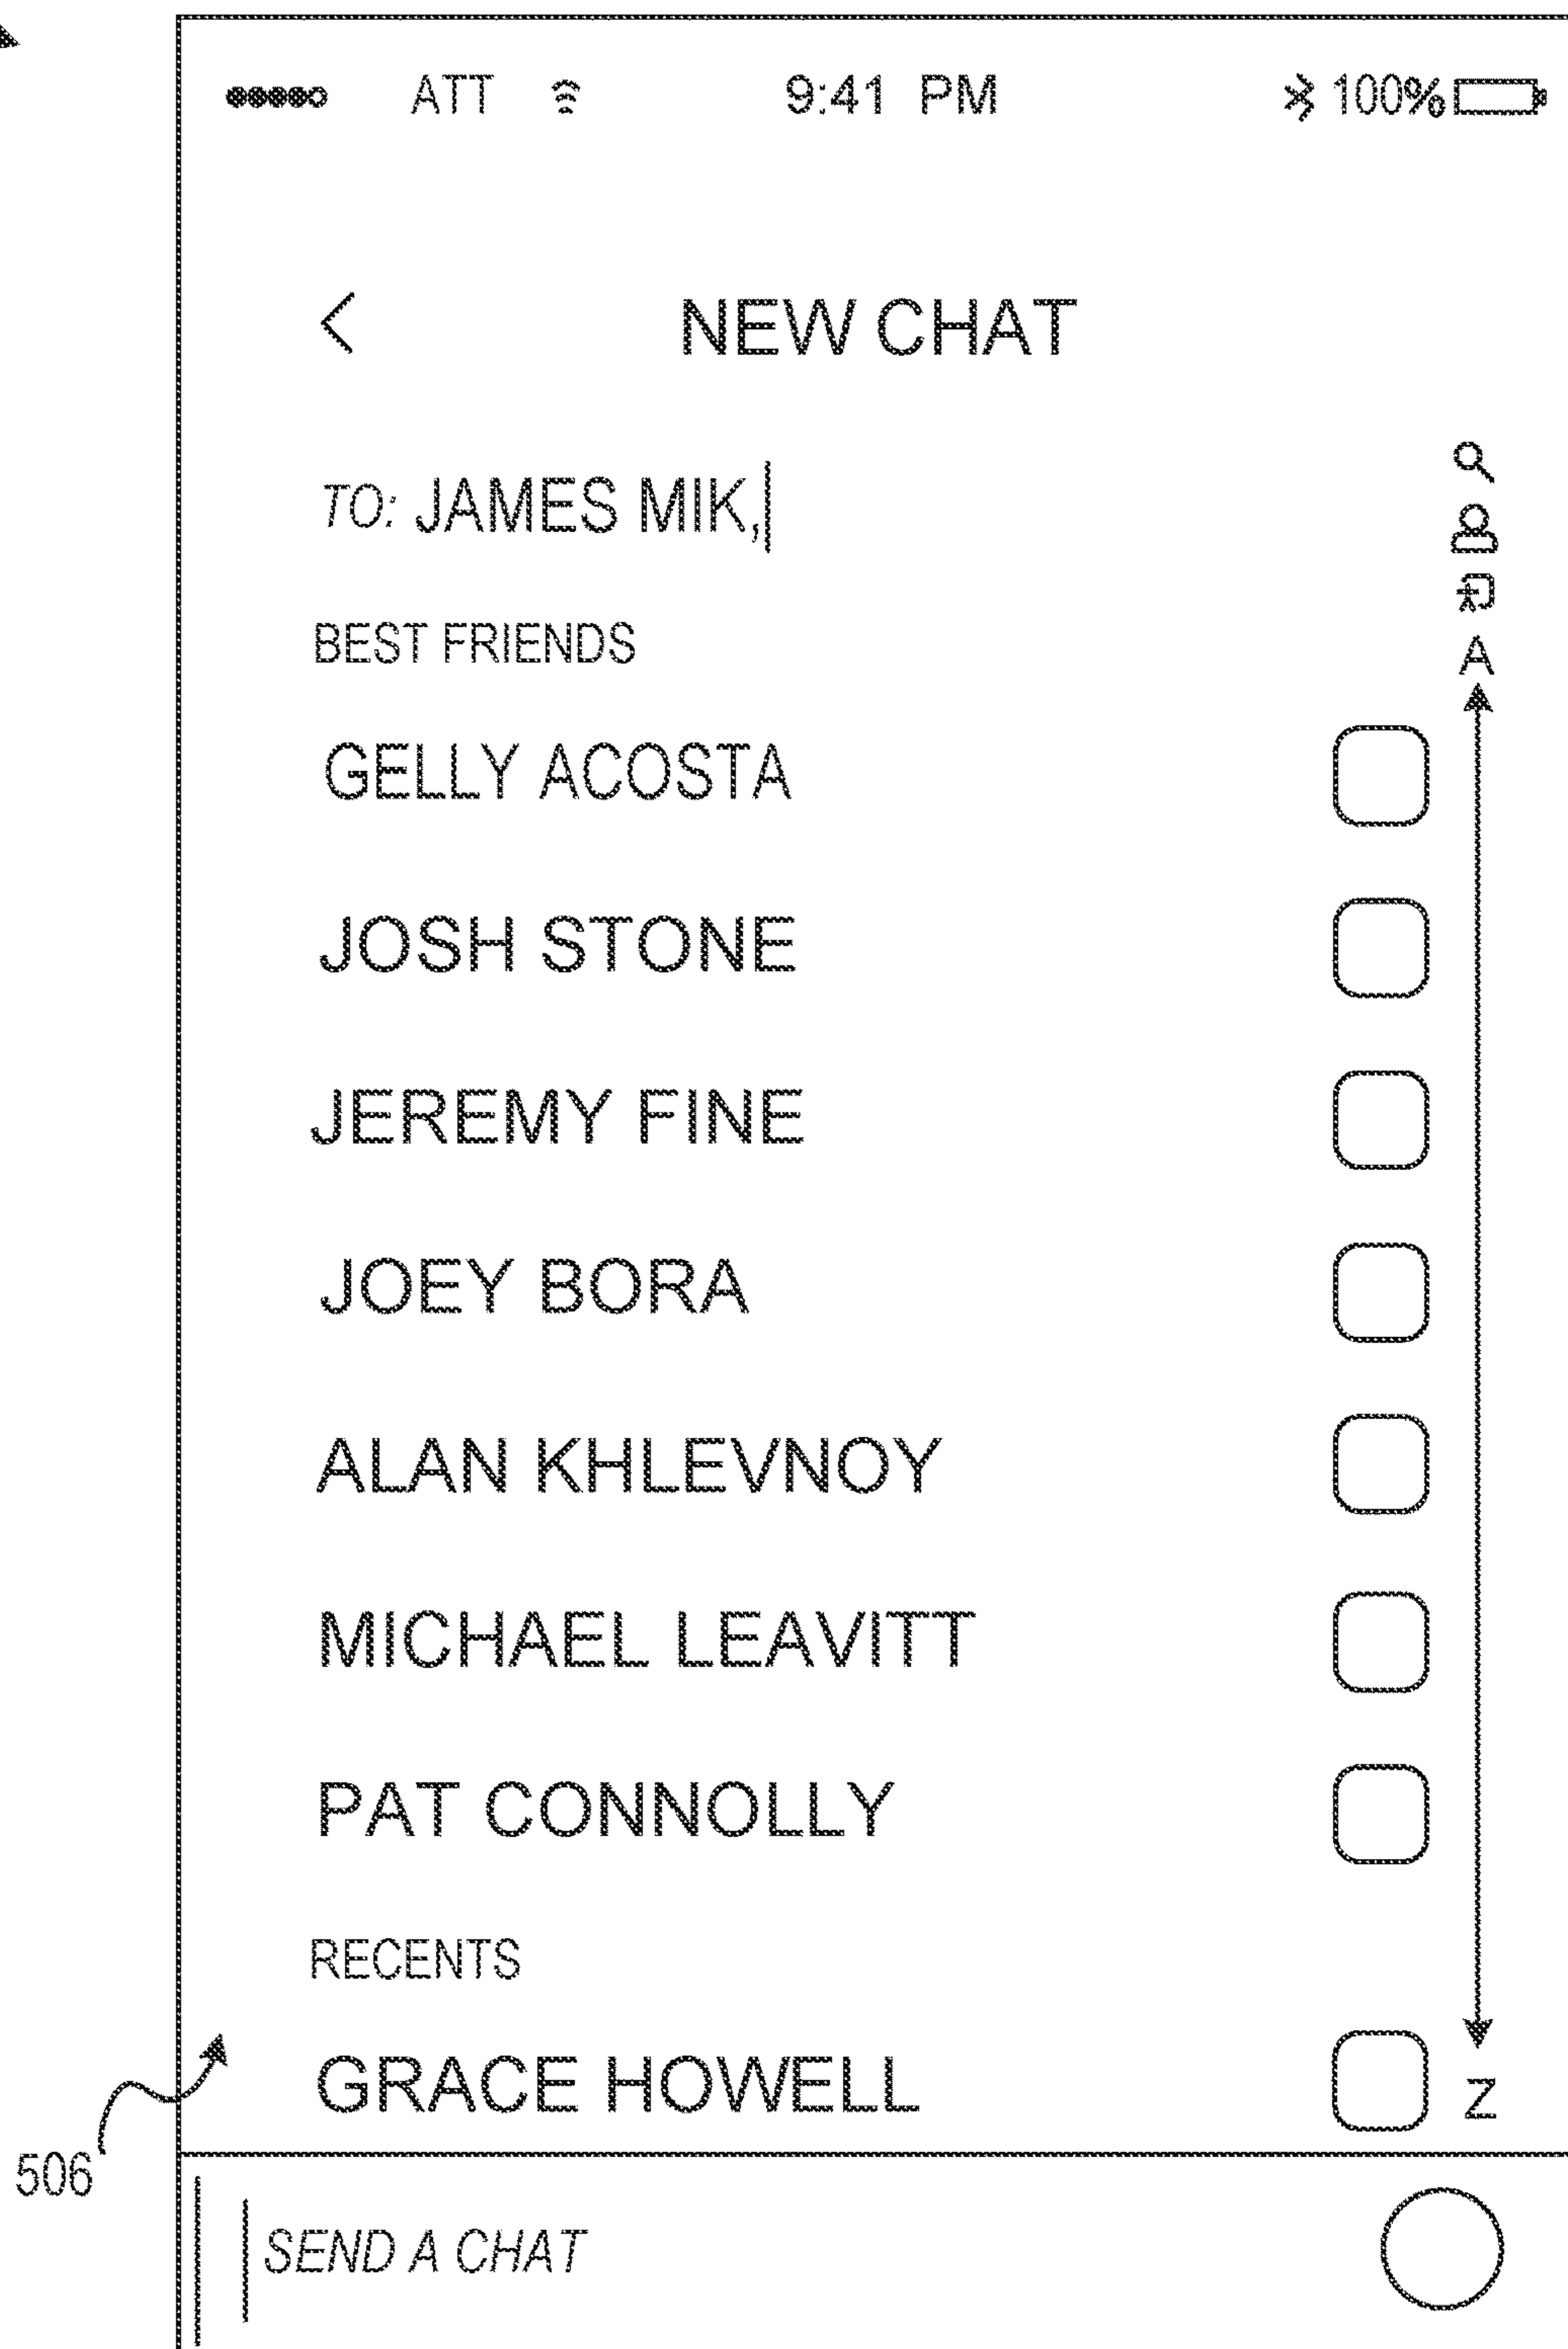 ATT 9:41 PM 100%
NEW CHAT
TO: JAMES MIK,
BEST FRIENDS
A
GELLY ACOSTA
JOSH STONE
JEREMY FINE
JOEY BORA
ALAN KHLEVNOY
MICHAEL LEAVITT
PAT CONNOLLY
RECENTS
GRACE HOWELL
Z
506
SEND A CHAT